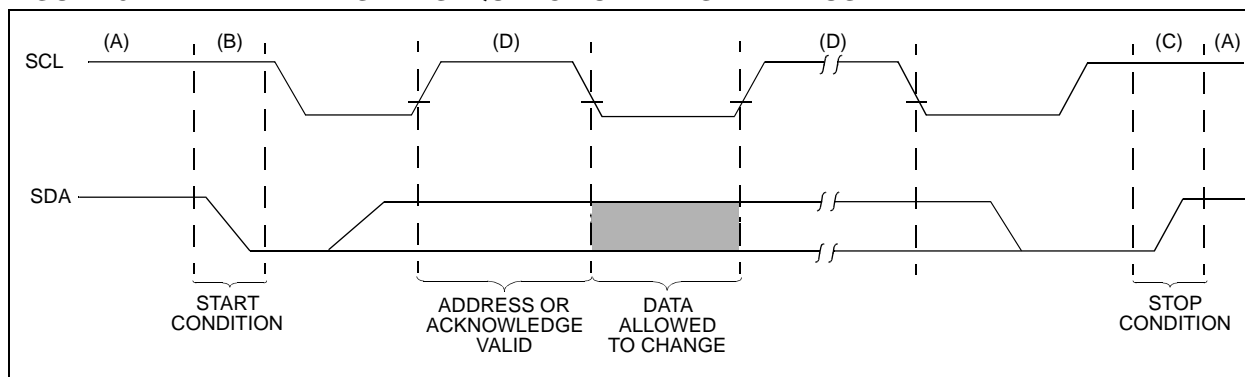 (A) (B) (D) (D) (C) (A)
SCL
SDA
START
CONDITION
ADDRESS OR
ACKNOWLEDGE
VALID
DATA
ALLOWED
TO CHANGE
STOP
CONDITION